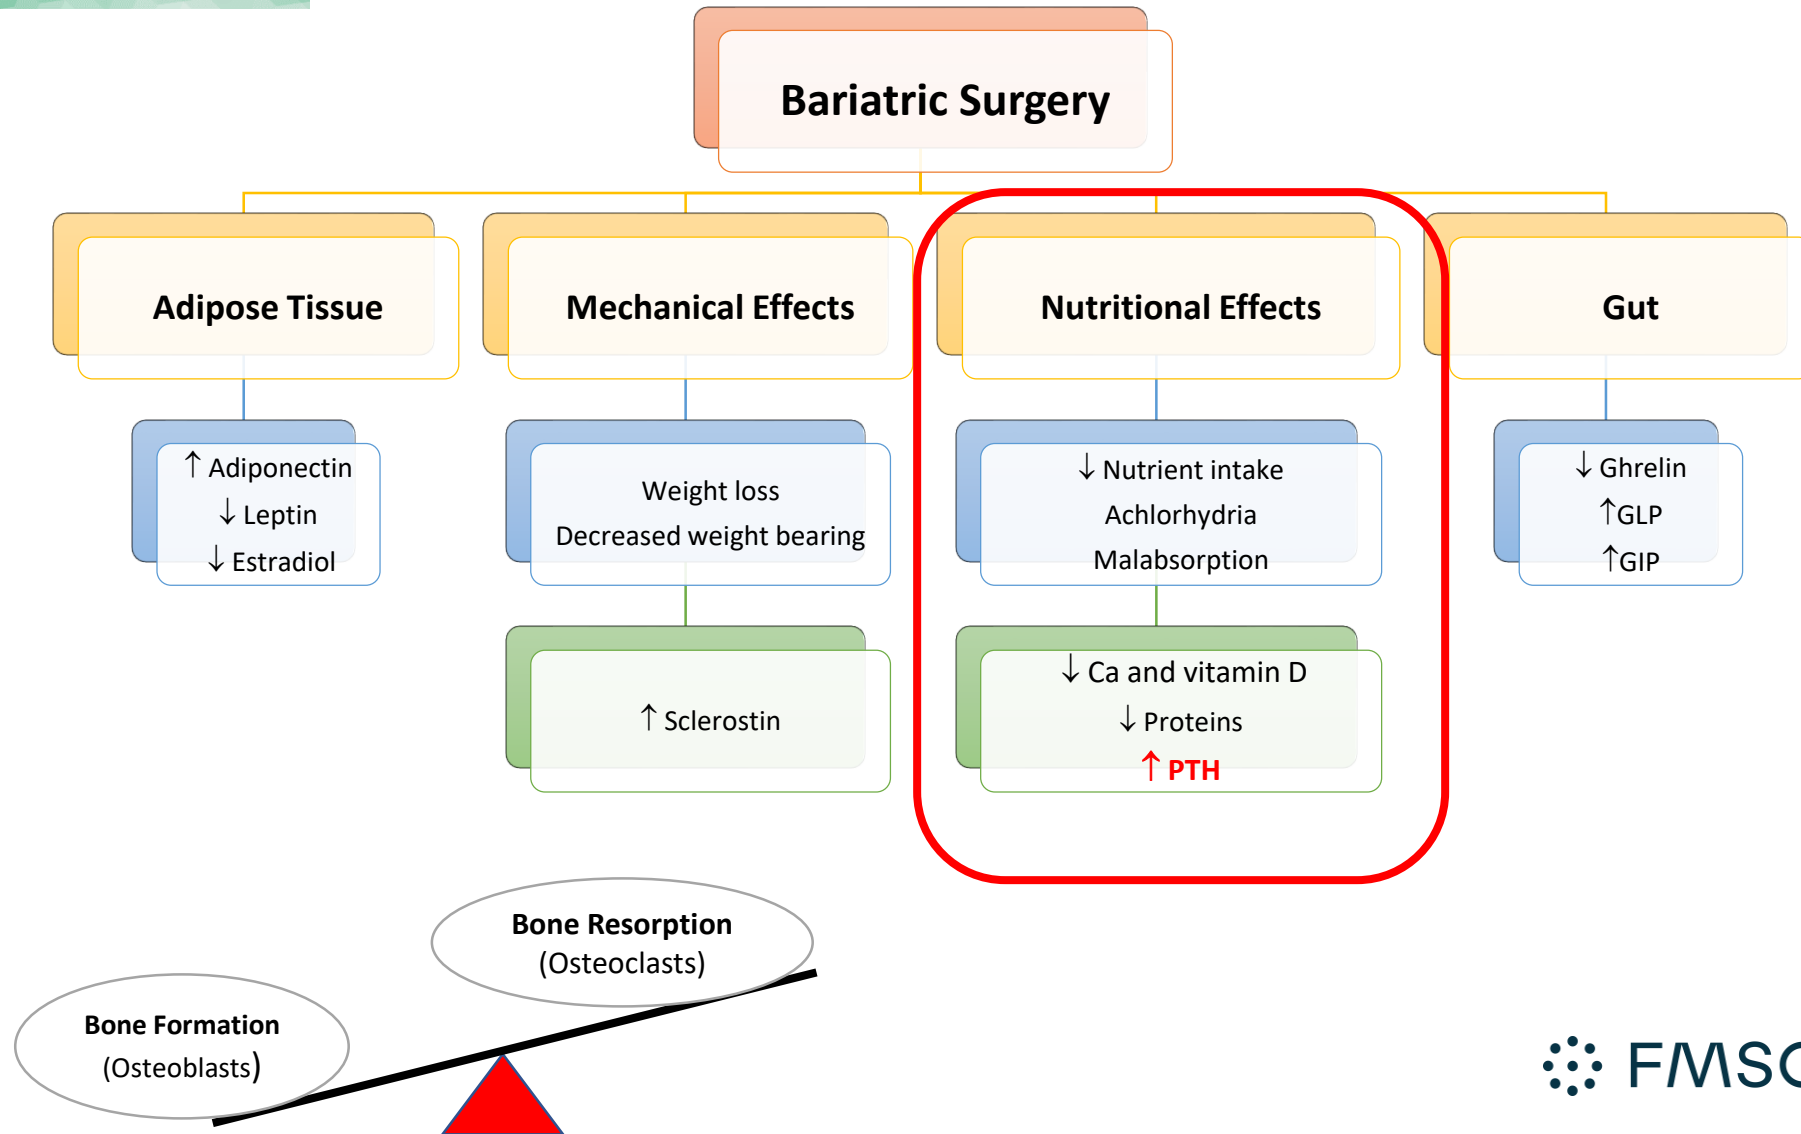 Bariatric Surgery
Adipose Tissue
Mechanical Effects
Nutritional Effects
Gut
↑ Adiponectin
↓ Leptin
↓ Estradiol
Weight loss
Decreased weight bearing
↓ Nutrient intake
Achlorhydria
Malabsorption
↓ Ghrelin
↑GLP
↑GIP
↑ Sclerostin
↓ Ca and vitamin D
↓ Proteins
↑ PTH
Bone Resorption
(Osteoclasts)
Bone Formation
(Osteoblasts)